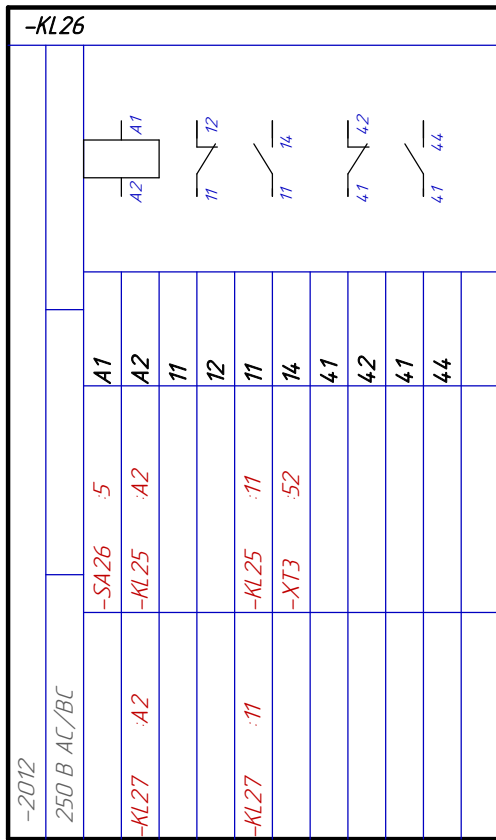 -KL26
-2012
250 В AC/BC
A1 A2
11 12
11 14
41 42
41 44
A1 -SA26 :5
A2 -KL25 :A2 -KL27 :A2
11
12
11 -KL25 :11 -KL27 :11
14 -XT3 :52
41
42
41
44